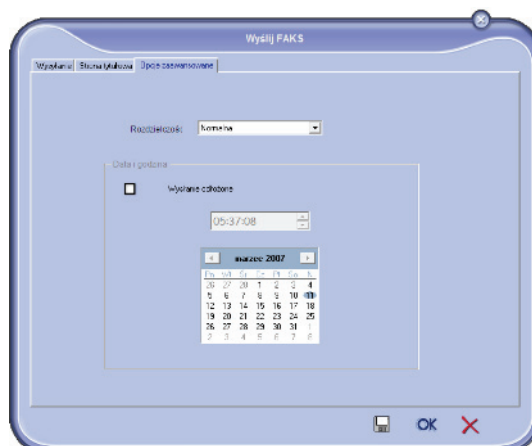 Wyślij FAKS
Wysyłanie Strona tytułowa Opcje zaawansowane
Rozdzielczość Normalna
Data i godzina
Wysłanie odłożone
05:37:08
marzec 2007
Pn Wt Śr Cz Pt So N
26 27 28 1 2 3 4
5 6 7 8 9 10 11
12 13 14 15 16 17 18
19 20 21 22 23 24 25
26 27 28 29 30 31 1
2 3 4 5 6 7 8
OK